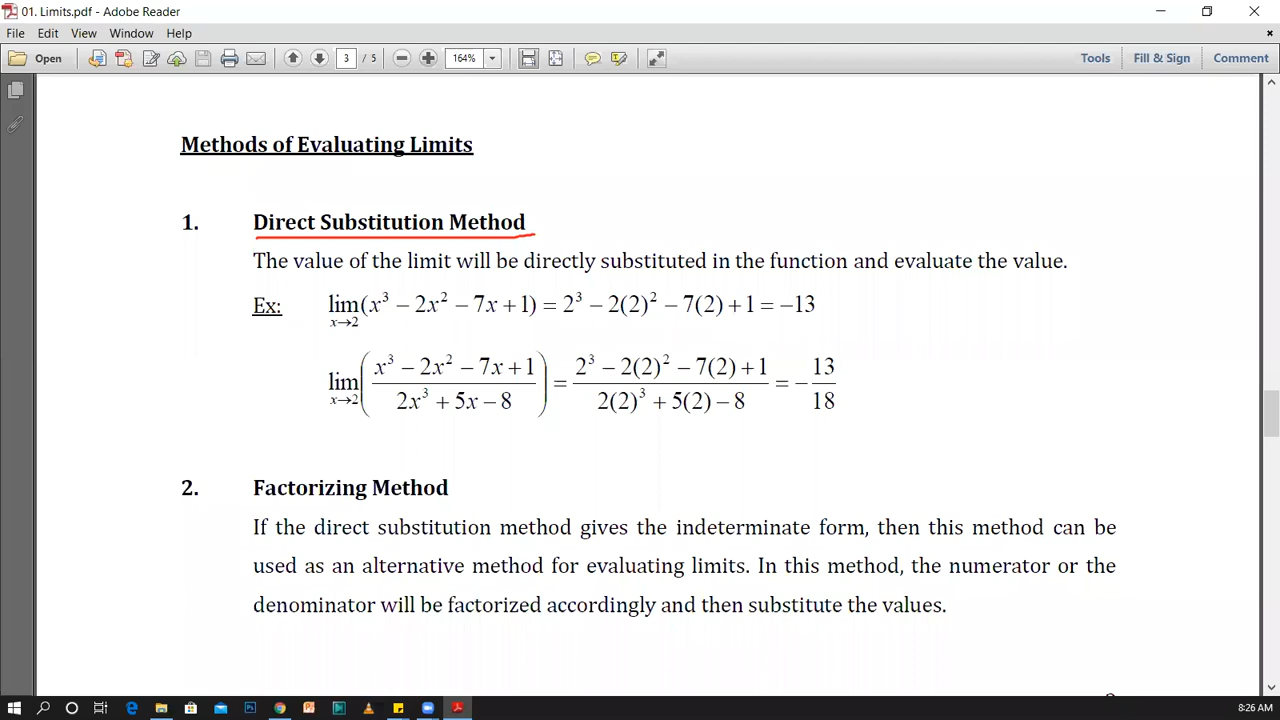 01. Limits.pdf - Adobe Reader
File Edit View Window Help
Open 3 / 5 164% Tools Fill & Sign Comment
Methods of Evaluating Limits
1. Direct Substitution Method
The value of the limit will be directly substituted in the function and evaluate the value.
Ex: lim_{x→2}(x³ − 2x² − 7x + 1) = 2³ − 2(2)² − 7(2) + 1 = −13
lim_{x→2}((x³ − 2x² − 7x + 1)/(2x³ + 5x − 8)) = (2³ − 2(2)² − 7(2) + 1)/(2(2)³ + 5(2) − 8) = −13/18
2. Factorizing Method
If the direct substitution method gives the indeterminate form, then this method can be
used as an alternative method for evaluating limits. In this method, the numerator or the
denominator will be factorized accordingly and then substitute the values.
8:26 AM